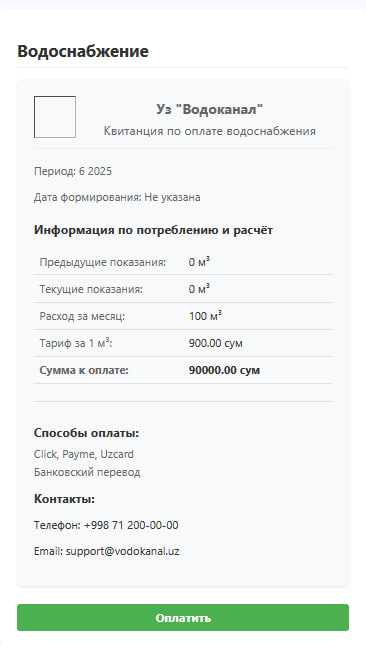 Водоснабжение
Уз "Водоканал"
Квитанция по оплате водоснабжения
Период: 6 2025
Дата формирования: Не указана
Информация по потреблению и расчёт
Предыдущие показания: 0 м³
Текущие показания: 0 м³
Расход за месяц: 100 м³
Тариф за 1 м³: 900.00 сум
Сумма к оплате: 90000.00 сум
Способы оплаты:
Click, Payme, Uzcard
Банковский перевод
Контакты:
Телефон: +998 71 200-00-00
Email: support@vodokanal.uz
Оплатить